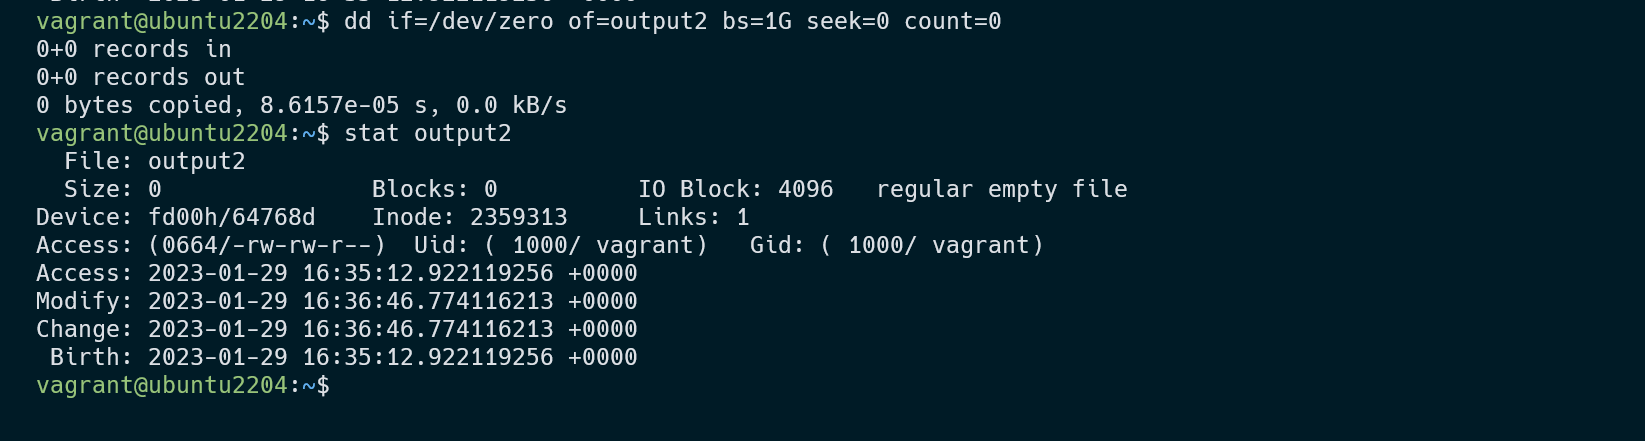 vagrant@ubuntu2204:~$ dd if=/dev/zero of=output2 bs=1G seek=0 count=0
0+0 records in
0+0 records out
0 bytes copied, 8.6157e-05 s, 0.0 kB/s
vagrant@ubuntu2204:~$ stat output2
  File: output2
  Size: 0               Blocks: 0          IO Block: 4096   regular empty file
Device: fd00h/64768d    Inode: 2359313     Links: 1
Access: (0664/-rw-rw-r--)  Uid: ( 1000/ vagrant)   Gid: ( 1000/ vagrant)
Access: 2023-01-29 16:35:12.922119256 +0000
Modify: 2023-01-29 16:36:46.774116213 +0000
Change: 2023-01-29 16:36:46.774116213 +0000
 Birth: 2023-01-29 16:35:12.922119256 +0000
vagrant@ubuntu2204:~$